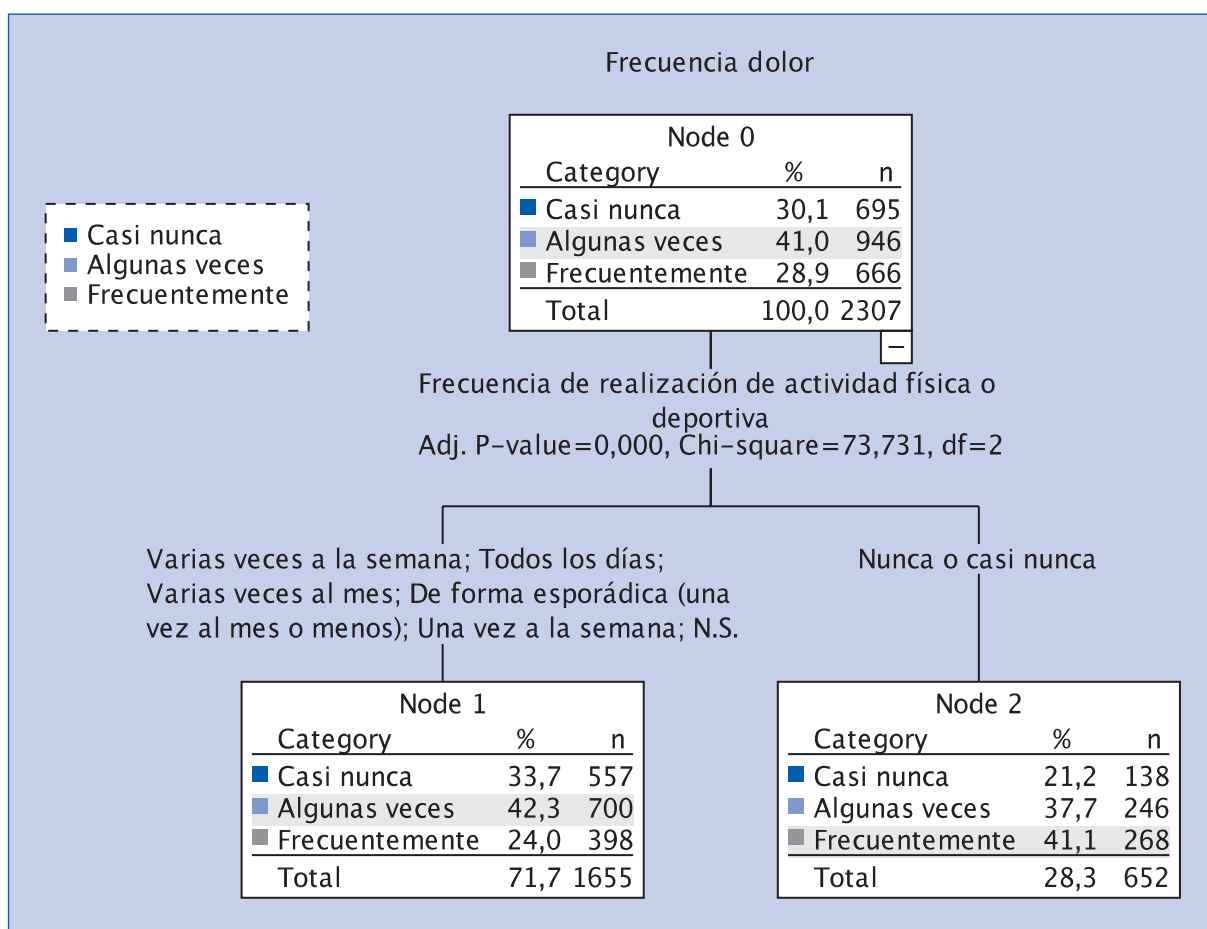 Frecuencia dolor
Node 0
Category % n
Casi nunca 30,1 695
Algunas veces 41,0 946
Frecuentemente 28,9 666
Total 100,0 2307
−
Casi nunca
Algunas veces
Frecuentemente
Frecuencia de realización de actividad física o
deportiva
Adj. P-value=0,000, Chi-square=73,731, df=2
Varias veces a la semana; Todos los días;
Varias veces al mes; De forma esporádica (una
vez al mes o menos); Una vez a la semana; N.S.
Nunca o casi nunca
Node 1
Category % n
Casi nunca 33,7 557
Algunas veces 42,3 700
Frecuentemente 24,0 398
Total 71,7 1655
Node 2
Category % n
Casi nunca 21,2 138
Algunas veces 37,7 246
Frecuentemente 41,1 268
Total 28,3 652